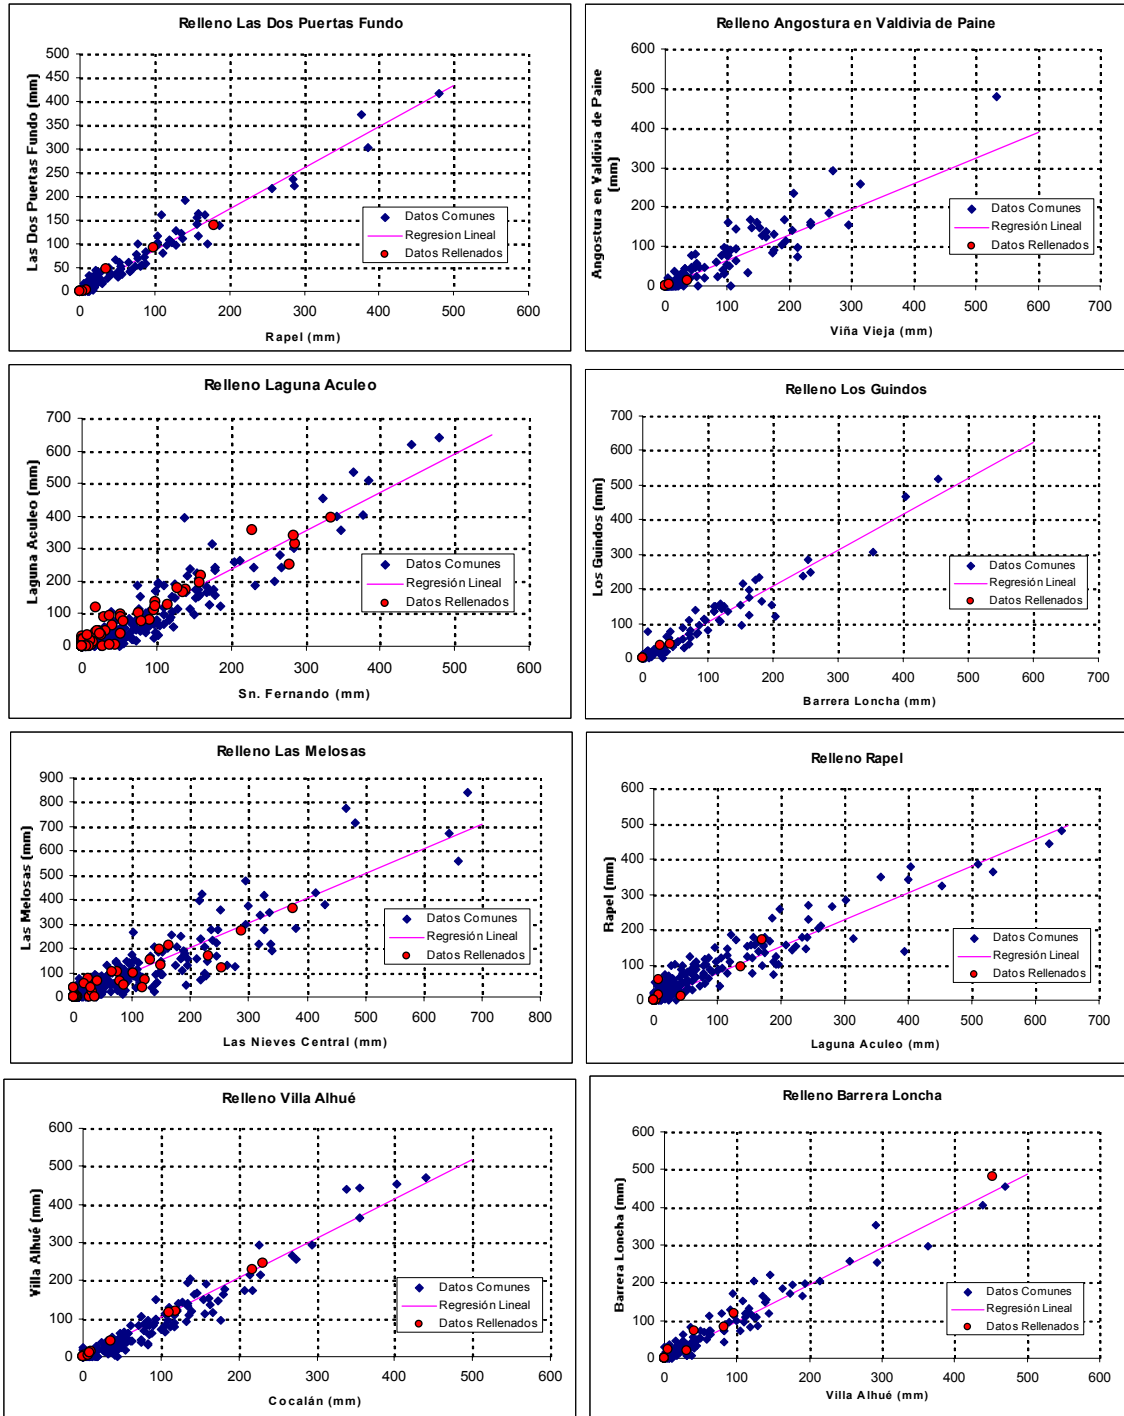 Relleno Las Dos Puertas Fundo
Las Dos Puertas Fundo (mm)
500
450
400
350
300
250
200
150
100
50
0
0 100 200 300 400 500 600
Rapel (mm)
Datos Comunes
Regresion Lineal
Datos Rellenados
Relleno Angostura en Valdivia de Paine
Angostura en Valdivia de Paine
(mm)
600
500
400
300
200
100
0
0 100 200 300 400 500 600 700
Viña Vieja (mm)
Datos Comunes
Regresión Lineal
Datos Rellenados
Relleno Laguna Aculeo
Laguna Aculeo (mm)
700
600
500
400
300
200
100
0
0 100 200 300 400 500 600
Sn. Fernando (mm)
Datos Comunes
Regresión Lineal
Datos Rellenados
Relleno Los Guindos
Los Guindos (mm)
700
600
500
400
300
200
100
0
0 100 200 300 400 500 600 700
Barrera Loncha (mm)
Datos Comunes
Regresión Lineal
Datos Rellenados
Relleno Las Melosas
Las Melosas (mm)
900
800
700
600
500
400
300
200
100
0
0 100 200 300 400 500 600 700 800
Las Nieves Central (mm)
Datos Comunes
Regresión Lineal
Datos Rellenados
Relleno Rapel
Rapel (mm)
600
500
400
300
200
100
0
0 100 200 300 400 500 600 700
Laguna Aculeo (mm)
Datos Comunes
Regresión Lineal
Datos Rellenados
Relleno Villa Alhué
Villa Alhué (mm)
600
500
400
300
200
100
0
0 100 200 300 400 500 600
Cocalán (mm)
Datos Comunes
Regresión Lineal
Datos Rellenados
Relleno Barrera Loncha
Barrera Loncha (mm)
600
500
400
300
200
100
0
0 100 200 300 400 500 600
Villa Alhué (mm)
Datos Comunes
Regresión Lineal
Datos Rellenados